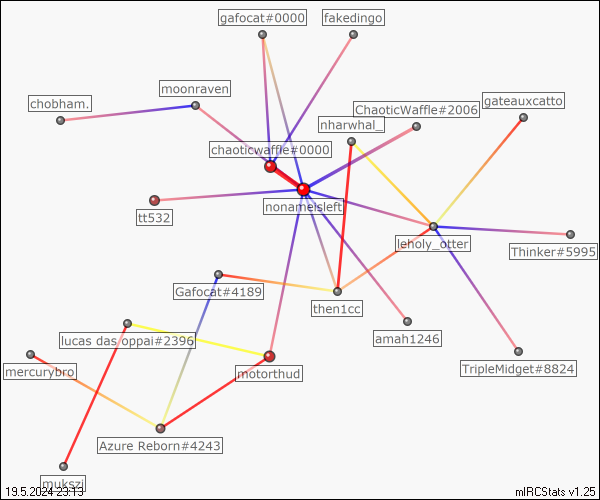 gafocat#0000
fakedingo
moonraven
chobham.
gateauxcatto
ChaoticWaffle#2006
nharwhal_
chaoticwaffle#0000
nonameisleft
tt532
leholy_otter
Thinker#5995
Gafocat#4189
then1cc
amah1246
lucas das oppai#2396
mercurybro
motorthud
TripleMidget#8824
Azure Reborn#4243
mukszi
19.5.2024 23:13
mIRCStats v1.25